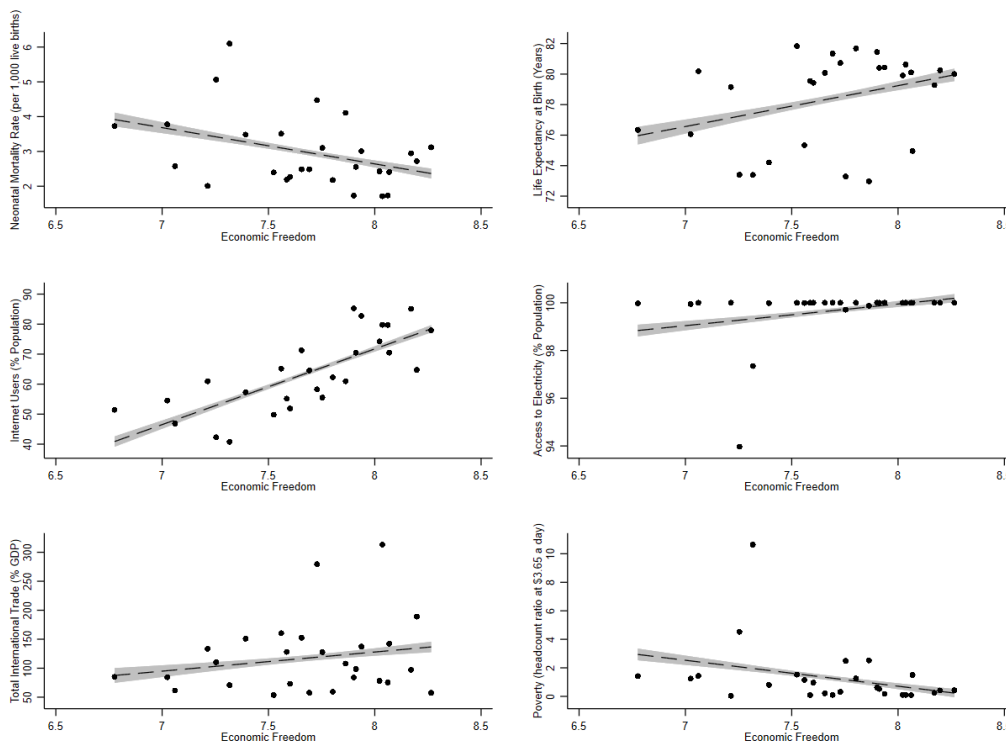 Neonatal Mortality Rate (per 1,000 live births)
6
5
4
3
2
6.5 7 7.5 8 8.5
Economic Freedom
Life Expectancy at Birth (Years)
82
80
78
76
74
72
6.5 7 7.5 8 8.
Economic Freedom
Internet Users (% Population)
90
80
70
60
50
40
6.5 7 7.5 8 8.5
Economic Freedom
Access to Electricity (% Population)
100
98
96
94
6.5 7 7.5 8 8.
Economic Freedom
Total International Trade (% GDP)
300
250
200
150
100
50
6.5 7 7.5 8 8.5
Economic Freedom
Poverty (headcount ratio at $3.65 a day)
10
8
6
4
2
0
6.5 7 7.5 8 8.
Economic Freedom